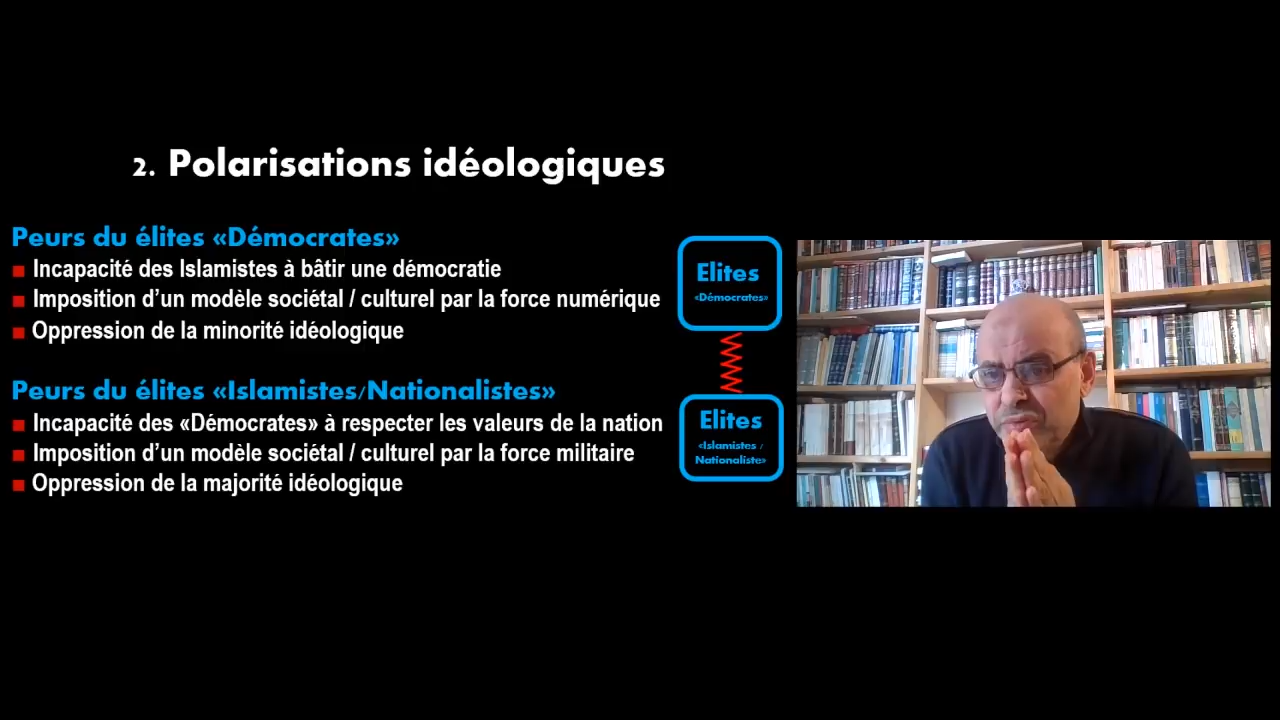 2. Polarisations idéologiques
Peurs du élites «Démocrates»
Incapacité des Islamistes à bâtir une démocratie
Imposition d’un modèle sociétal / culturel par la force numérique
Oppression de la minorité idéologique
Peurs du élites «Islamistes/Nationalistes»
Incapacité des «Démocrates» à respecter les valeurs de la nation
Imposition d’un modèle sociétal / culturel par la force militaire
Oppression de la majorité idéologique
Elites
«Démocrates»
Elites
«Islamistes /
Nationaliste»